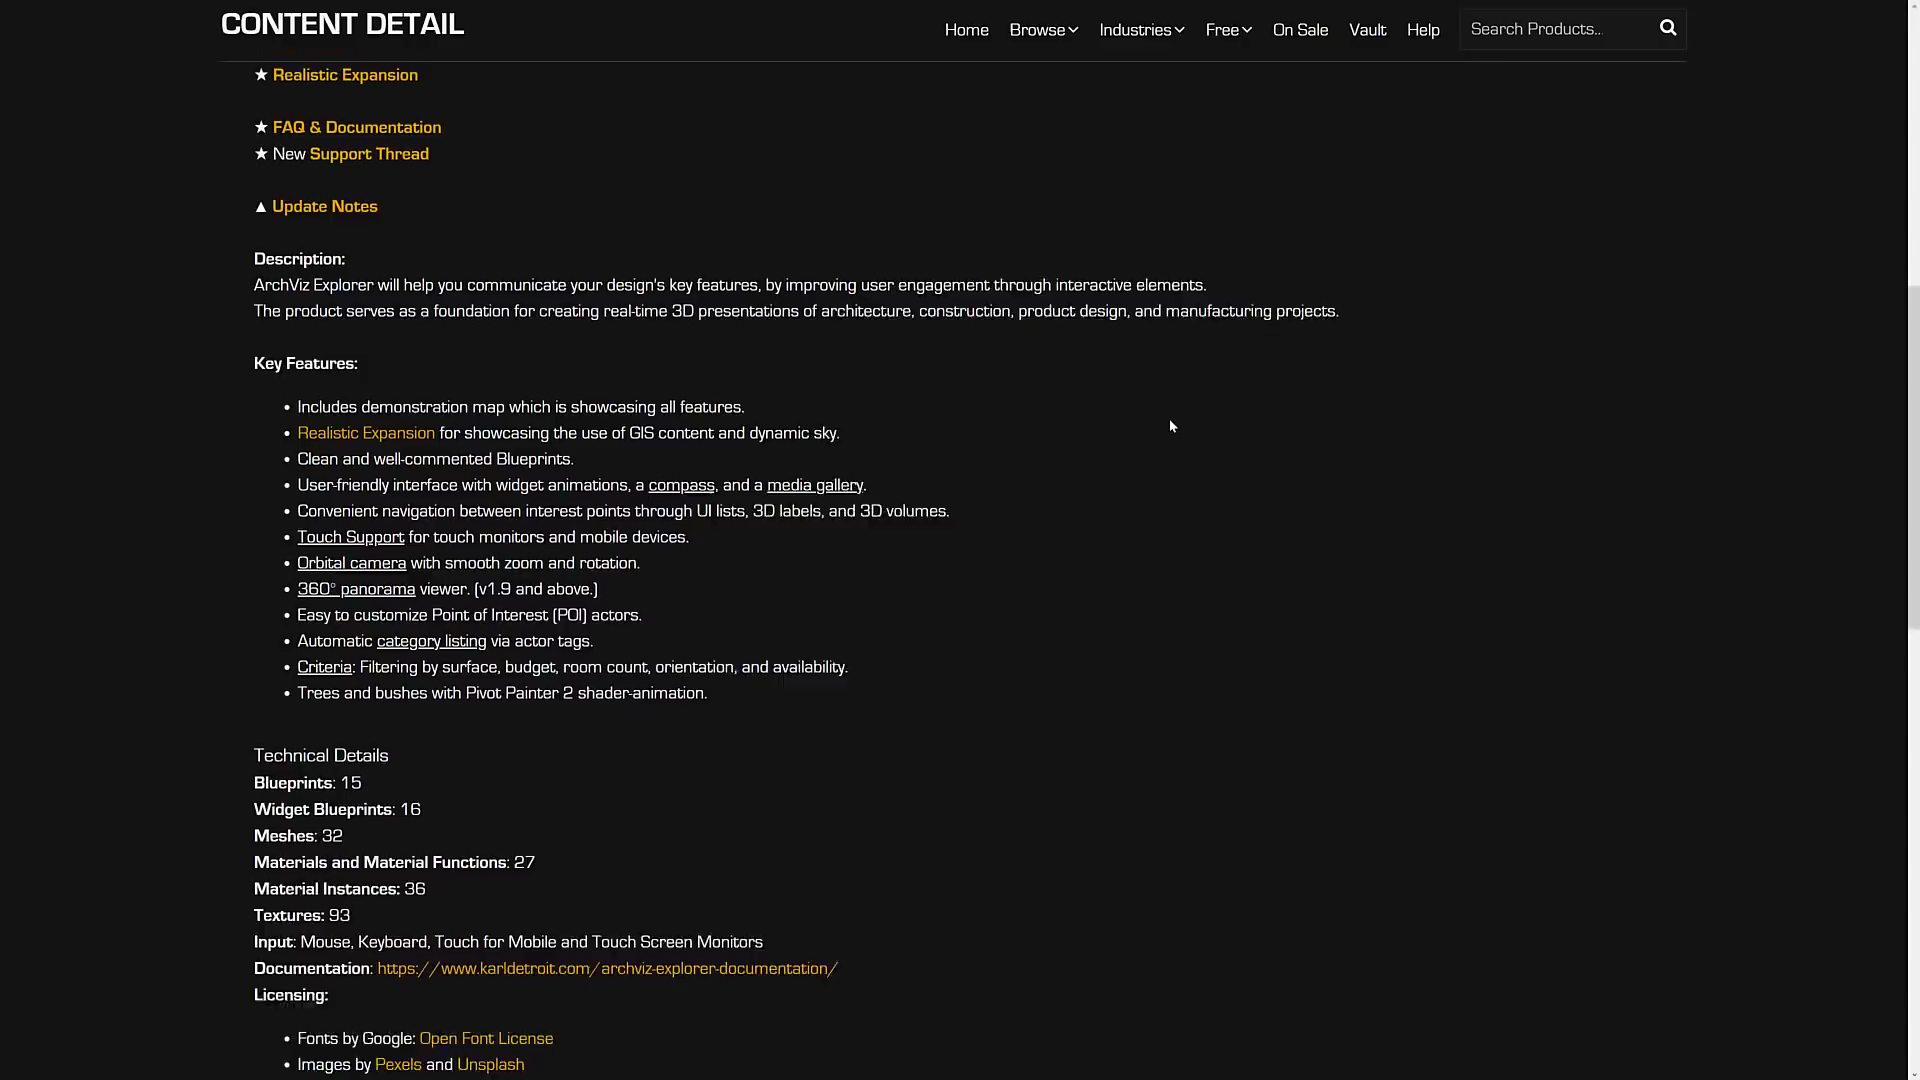 CONTENT DETAIL
Home Browse Industries Free On Sale Vault Help Search Products...
★ Realistic Expansion
★ FAQ & Documentation
★ New Support Thread
▲ Update Notes
Description:
ArchViz Explorer will help you communicate your design's key features, by improving user engagement through interactive elements.
The product serves as a foundation for creating real-time 3D presentations of architecture, construction, product design, and manufacturing projects.
Key Features:
• Includes demonstration map which is showcasing all features.
• Realistic Expansion for showcasing the use of GIS content and dynamic sky.
• Clean and well-commented Blueprints.
• User-friendly interface with widget animations, a compass, and a media gallery.
• Convenient navigation between interest points through UI lists, 3D labels, and 3D volumes.
• Touch Support for touch monitors and mobile devices.
• Orbital camera with smooth zoom and rotation.
• 360° panorama viewer. (v1.9 and above.)
• Easy to customize Point of Interest (POI) actors.
• Automatic category listing via actor tags.
• Criteria: Filtering by surface, budget, room count, orientation, and availability.
• Trees and bushes with Pivot Painter 2 shader-animation.
Technical Details
Blueprints: 15
Widget Blueprints: 16
Meshes: 32
Materials and Material Functions: 27
Material Instances: 36
Textures: 93
Input: Mouse, Keyboard, Touch for Mobile and Touch Screen Monitors
Documentation: https://www.karldetroit.com/archviz-explorer-documentation/
Licensing:
• Fonts by Google: Open Font License
• Images by Pexels and Unsplash